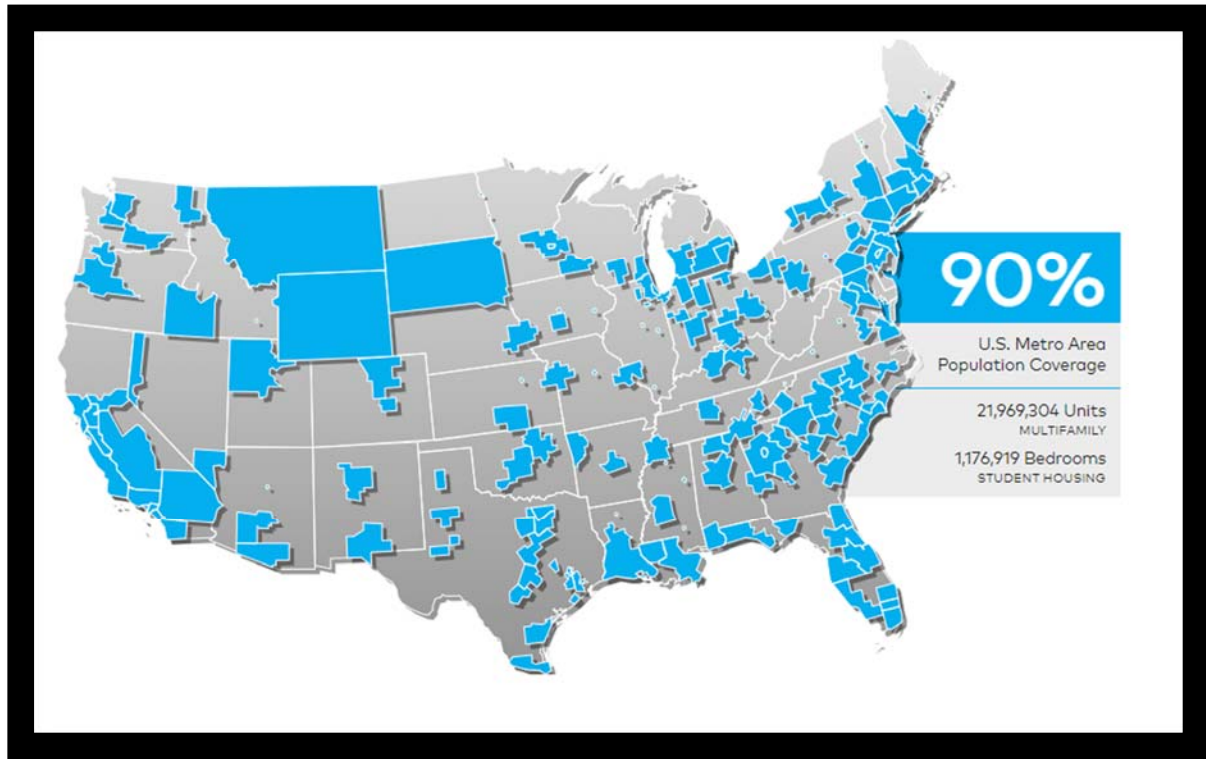 90%
U.S. Metro Area
Population Coverage
21,969,304 Units
MULTIFAMILY
1,176,919 Bedrooms
STUDENT HOUSING